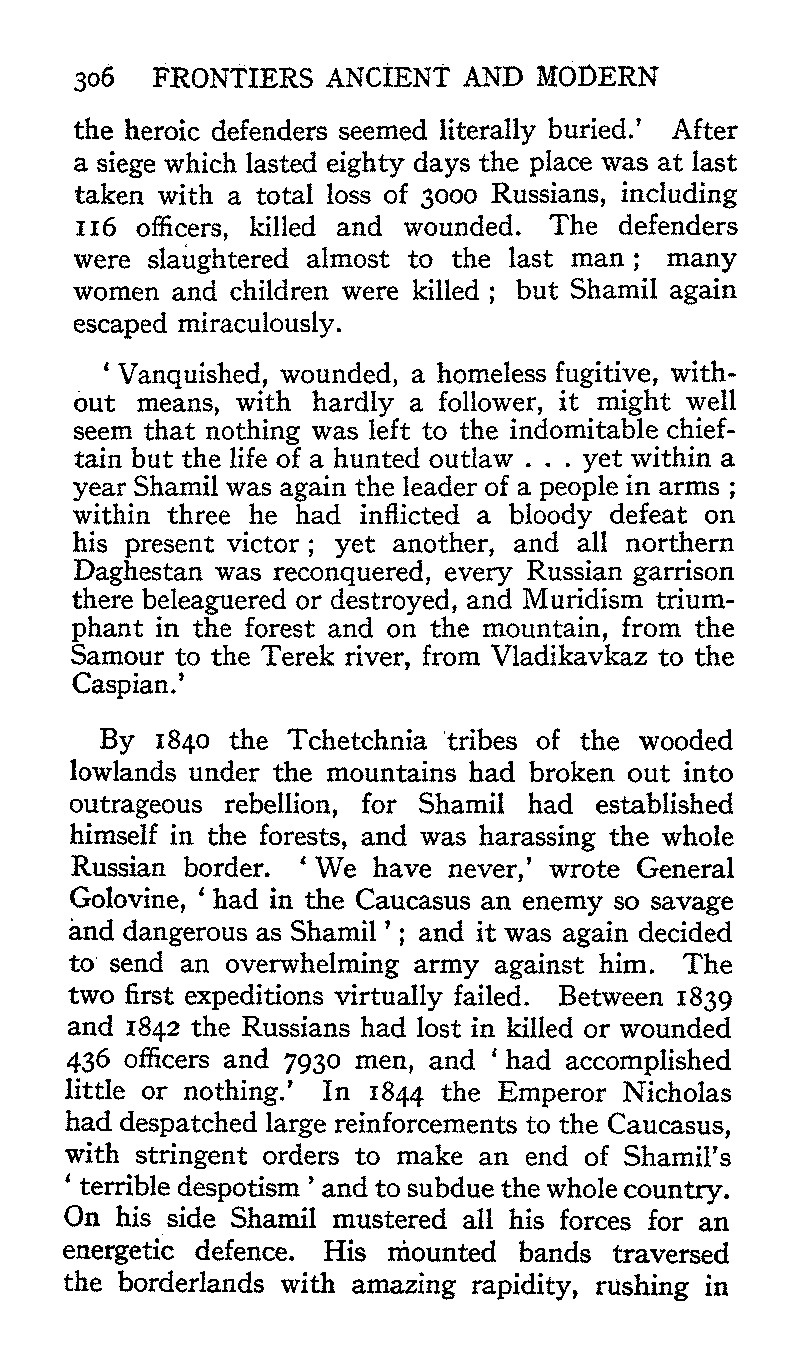 306 FRONTIERS ANCIENT AND MODERN
the heroic defenders seemed literally buried.' After
a siege which lasted eighty days the place was at last
taken with a total loss of 3000 Russians, including
116 officers, killed and wounded. The defenders
were slaughtered almost to the last man ; many
women and children were killed ; but Shamil again
escaped miraculously.
' Vanquished, wounded, a homeless fugitive, with-
out means, with hardly a follower, it might well
seem that nothing was left to the indomitable chief-
tain but the life of a hunted outlaw . . . yet within a
year Shamil was again the leader of a people in arms ;
within three he had inflicted a bloody defeat on
his present victor ; yet another, and all northern
Daghestan was reconquered, every Russian garrison
there beleaguered or destroyed, and Muridism trium-
phant in the forest and on the mountain, from the
Samour to the Terek river, from Vladikavkaz to the
Caspian.'
By 1840 the Tchetchnia tribes of the wooded
lowlands under the mountains had broken out into
outrageous rebellion, for Shamil had established
himself in the forests, and was harassing the whole
Russian border. ' We have never,' wrote General
Golovine, ' had in the Caucasus an enemy so savage
and dangerous as Shamil ' ; and it was again decided
to send an overwhelming army against him. The
two first expeditions virtually failed. Between 1839
and 1842 the Russians had lost in killed or wounded
436 officers and 7930 men, and ' had accomplished
little or nothing.' In 1844 the Emperor Nicholas
had despatched large reinforcements to the Caucasus,
with stringent orders to make an end of Shamil's
' terrible despotism ' and to subdue the whole country.
On his side Shamil mustered all his forces for an
energetic defence. His mounted bands traversed
the borderlands with amazing rapidity, rushing in